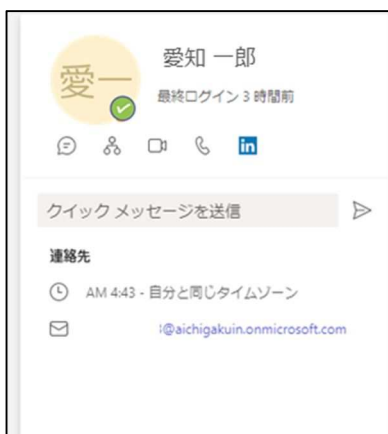 愛一
愛知 一郎
最終ログイン 3 時間前
in
クイック メッセージを送信
連絡先
AM 4:43 - 自分と同じタイムゾーン
@aichigakuin.onmicrosoft.com